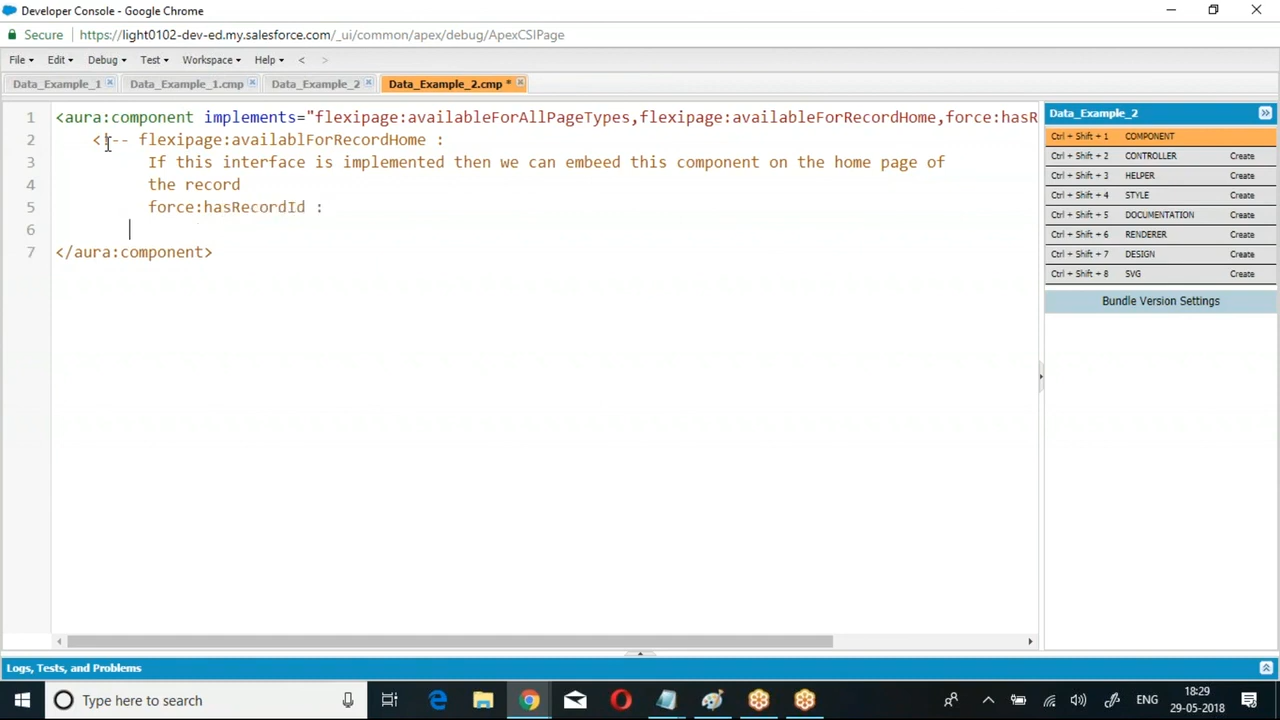 Developer Console - Google Chrome
Secure https://light0102-dev-ed.my.salesforce.com/_ui/common/apex/debug/ApexCSIPage
File Edit Debug Test Workspace Help < >
Data_Example_1 Data_Example_1.cmp Data_Example_2 Data_Example_2.cmp *
1 <aura:component implements="flexipage:availableForAllPageTypes,flexipage:availableForRecordHome,force:hasR
2 <!-- flexipage:availablForRecordHome :
3 If this interface is implemented then we can embeed this component on the home page of
4 the record
5 force:hasRecordId :
6
7 </aura:component>
Data_Example_2
Ctrl + Shift + 1 COMPONENT
Ctrl + Shift + 2 CONTROLLER Create
Ctrl + Shift + 3 HELPER Create
Ctrl + Shift + 4 STYLE Create
Ctrl + Shift + 5 DOCUMENTATION Create
Ctrl + Shift + 6 RENDERER Create
Ctrl + Shift + 7 DESIGN Create
Ctrl + Shift + 8 SVG Create
Bundle Version Settings
Logs, Tests, and Problems
Type here to search
ENG
18:29
29-05-2018